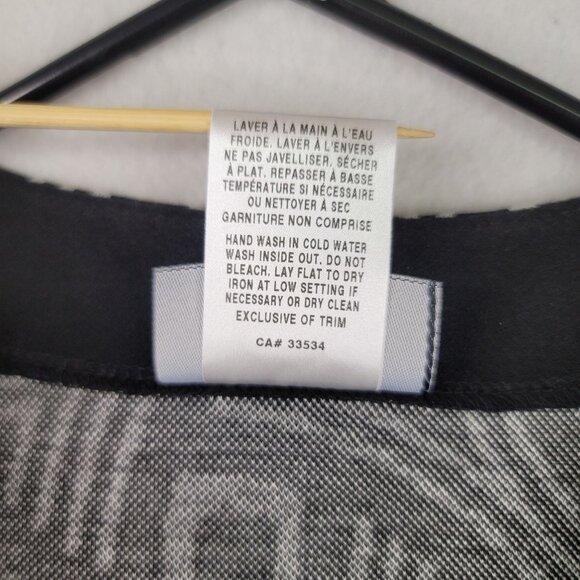 LAVER À LA MAIN À L'EAU
FROIDE. LAVER À L'ENVERS
NE PAS JAVELLISER, SÉCHER
À PLAT. REPASSER À BASSE
TEMPÉRATURE SI NÉCESSAIRE
OU NETTOYER À SEC
GARNITURE NON COMPRISE
HAND WASH IN COLD WATER
WASH INSIDE OUT. DO NOT
BLEACH. LAY FLAT TO DRY
IRON AT LOW SETTING IF
NECESSARY OR DRY CLEAN
EXCLUSIVE OF TRIM
CA# 33534